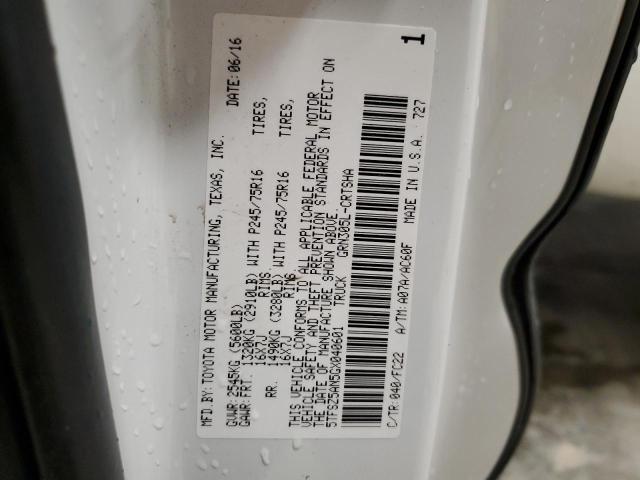 MFD.BY:TOYOTA MOTOR MANUFACTURING, TEXAS, INC. DATE: 06/16
GVWR:2545KG (5600LB)
GAWR: FRT. 1320KG (2910LB) WITH P245/75R16 TIRES,
16X7J RIMS
RR. 1490KG (3280LB) WITH P245/75R16 TIRES,
16X7J RIMS
THIS VEHICLE CONFORMS TO ALL APPLICABLE FEDERAL MOTOR
VEHICLE SAFETY AND THEFT PREVENTION STANDARDS IN EFFECT ON
THE DATE OF MANUFACTURE SHOWN ABOVE.
5TFSZ5AN5GX040601 TRUCK GRN305L-CRTSHA
C/TR:040/FC22 A/TM: A07A/AC60F MADE IN U.S.A. 727
1